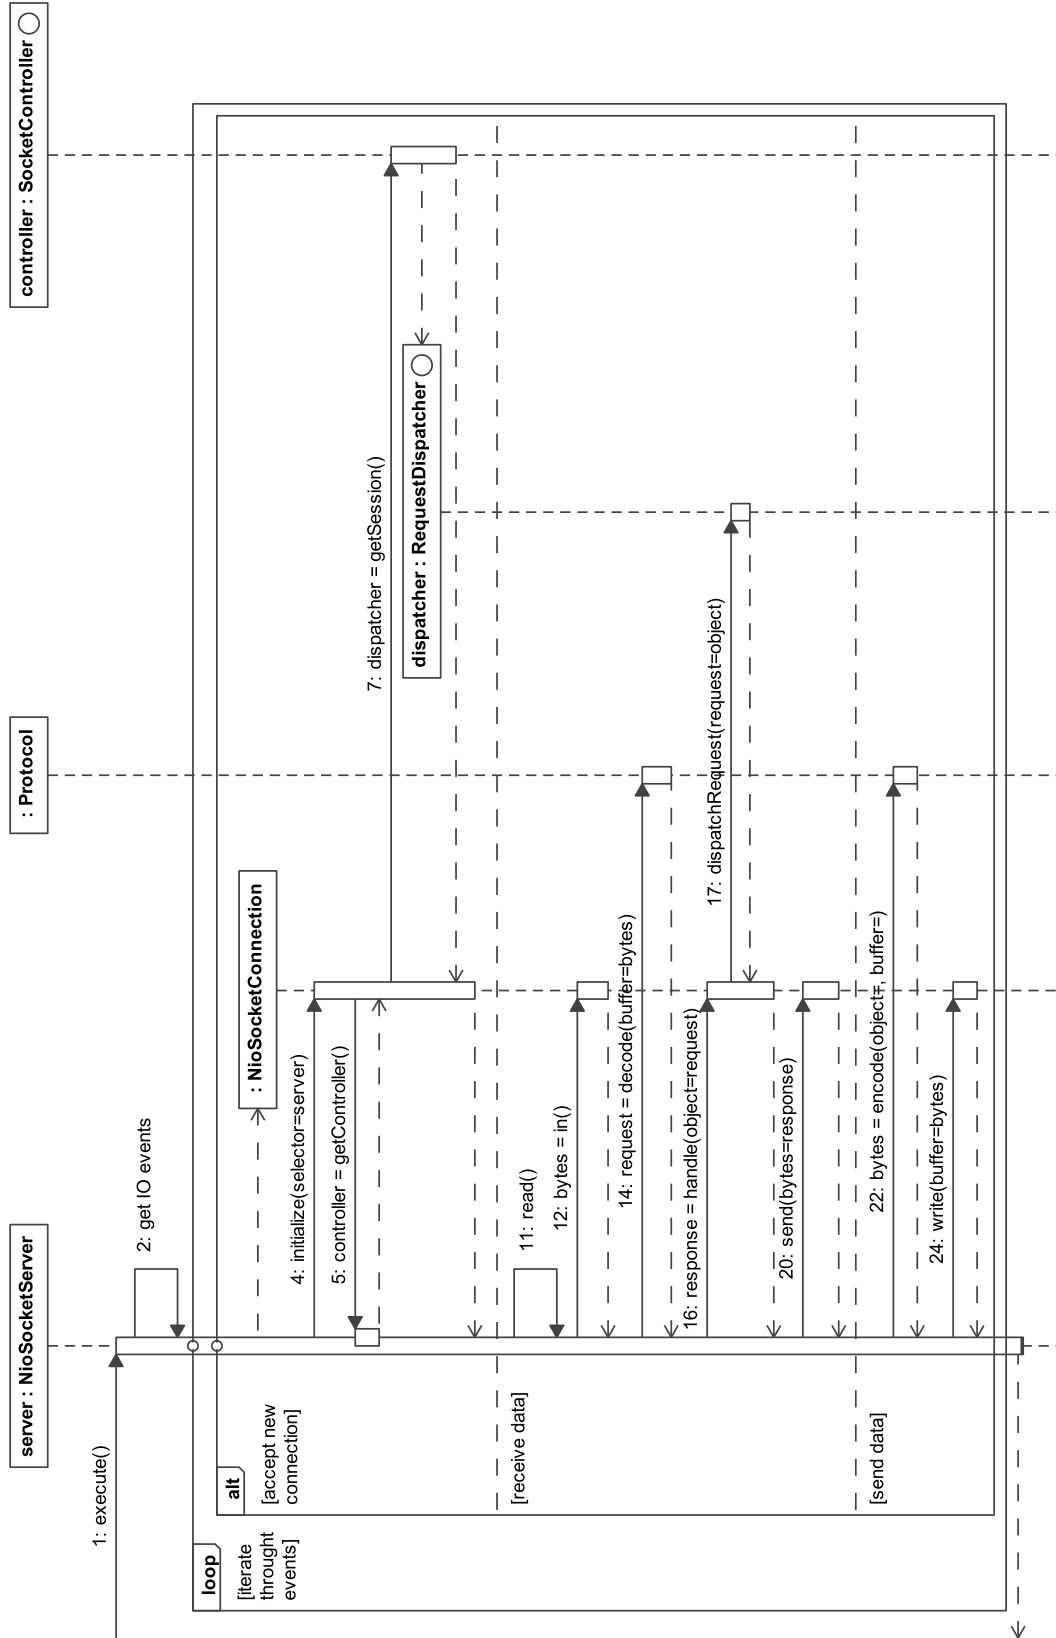 server : NioSocketServer
: Protocol
controller : SocketController
1: execute()
2: get IO events
loop
[iterate
throught
events]
alt
[accept new
connection]
: NioSocketConnection
4: initialize(selector=server)
5: controller = getController()
7: dispatcher = getSession()
dispatcher : RequestDispatcher
[receive data]
11: read()
12: bytes = in()
14: request = decode(buffer=bytes)
16: response = handle(object=request)
17: dispatchRequest(request=object)
20: send(bytes=response)
[send data]
22: bytes = encode(object=, buffer=)
24: write(buffer=bytes)